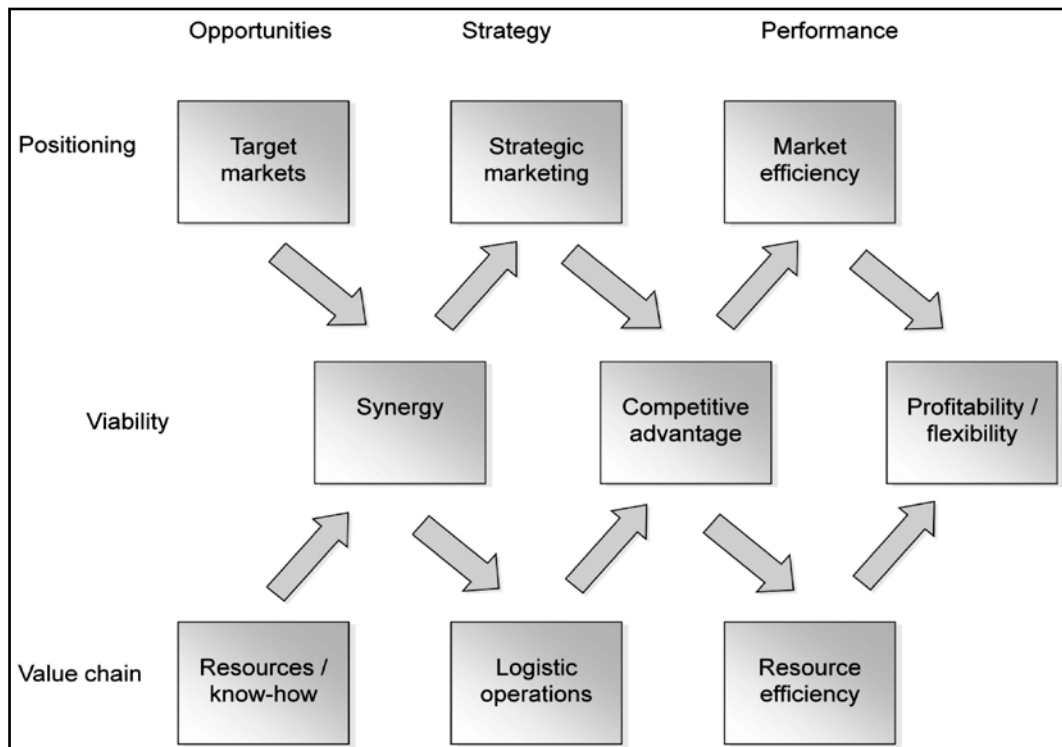 Opportunities Strategy Performance
Positioning
Target
markets
Strategic
marketing
Market
efficiency
Viability
Synergy
Competitive
advantage
Profitability /
flexibility
Value chain
Resources /
know-how
Logistic
operations
Resource
efficiency